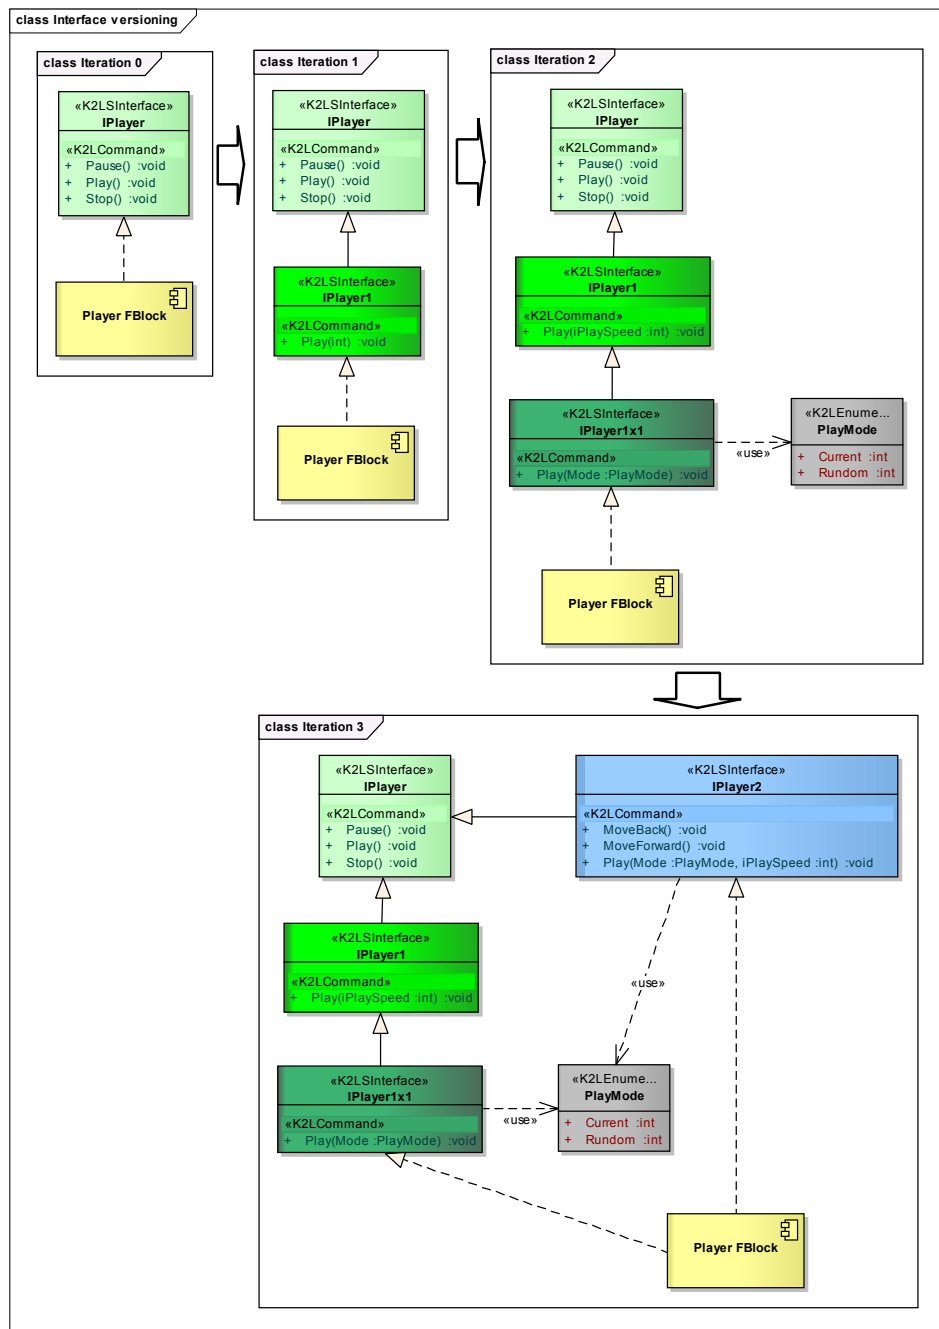 class Interface versioning
class Iteration 0
«K2LSInterface»
IPlayer
«K2LCommand»
+ Pause() :void
+ Play() :void
+ Stop() :void
Player FBlock
class Iteration 1
«K2LSInterface»
IPlayer
«K2LCommand»
+ Pause() :void
+ Play() :void
+ Stop() :void
«K2LSInterface»
IPlayer1
«K2LCommand»
+ Play(int) :void
Player FBlock
class Iteration 2
«K2LSInterface»
IPlayer
«K2LCommand»
+ Pause() :void
+ Play() :void
+ Stop() :void
«K2LSInterface»
IPlayer1
«K2LCommand»
+ Play(iPlaySpeed :int) :void
«K2LSInterface»
IPlayer1x1
«K2LCommand»
+ Play(Mode :PlayMode) :void
«use»
«K2LEnume...
PlayMode
+ Current :int
+ Rundom :int
Player FBlock
class Iteration 3
«K2LSInterface»
IPlayer
«K2LCommand»
+ Pause() :void
+ Play() :void
+ Stop() :void
«K2LSInterface»
IPlayer2
«K2LCommand»
+ MoveBack() :void
+ MoveForward() :void
+ Play(Mode :PlayMode, iPlaySpeed :int) :void
«K2LSInterface»
IPlayer1
«K2LCommand»
+ Play(iPlaySpeed :int) :void
«use»
«K2LSInterface»
IPlayer1x1
«K2LCommand»
+ Play(Mode :PlayMode) :void
«use»
«K2LEnume...
PlayMode
+ Current :int
+ Rundom :int
Player FBlock